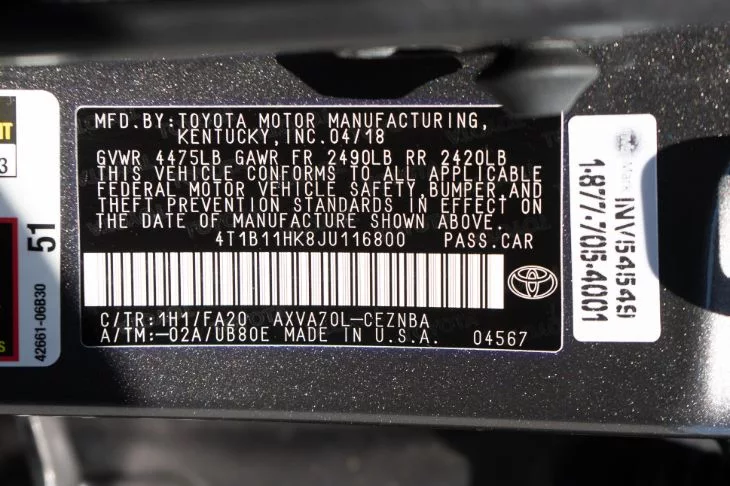 MFD.BY:TOYOTA MOTOR MANUFACTURING,
KENTUCKY,INC.04/18
GVWR 4475LB GAWR FR 2490LB RR 2420LB
THIS VEHICLE CONFORMS TO ALL APPLICABLE
FEDERAL MOTOR VEHICLE SAFETY,BUMPER,AND
THEFT PREVENTION STANDARDS IN EFFECT ON
THE DATE OF MANUFACTURE SHOWN ABOVE.
4T1B11HK8JU116800 PASS.CAR
C/TR:1H1/FA20 AXVA70L-CEZNBA
A/TM:-02A/UB80E MADE IN U.S.A. 04567
51
42661-06B30
INV154549
1-877-705-4001